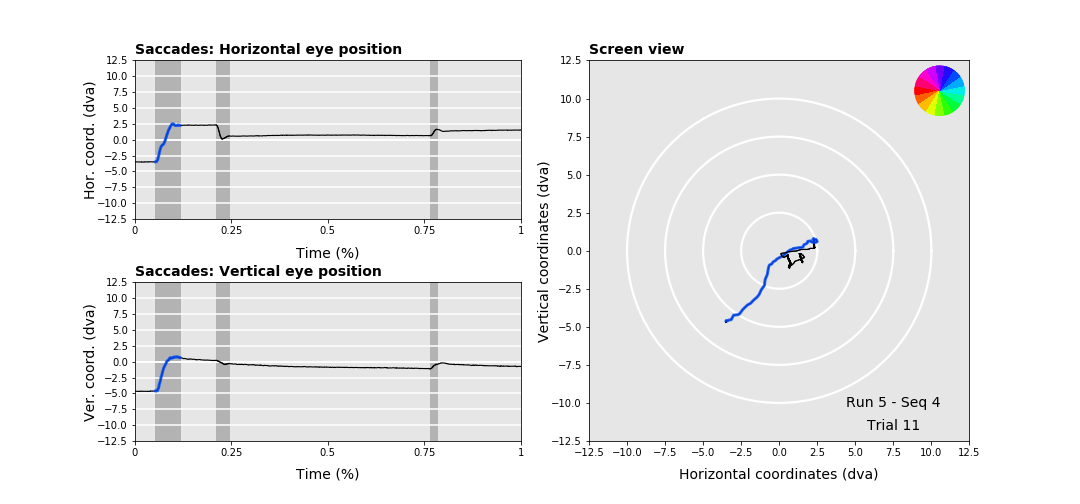 Saccades: Horizontal eye position
Hor. coord. (dva)
12.5
10.0
7.5
5.0
2.5
0.0
−2.5
−5.0
−7.5
−10.0
−12.5
0 0.25 0.5 0.75 1
Time (%)
Saccades: Vertical eye position
Ver. coord. (dva)
12.5
10.0
7.5
5.0
2.5
0.0
−2.5
−5.0
−7.5
−10.0
−12.5
0 0.25 0.5 0.75 1
Time (%)
Screen view
Vertical coordinates (dva)
12.5
10.0
7.5
5.0
2.5
0.0
−2.5
−5.0
−7.5
−10.0
−12.5
Run 5 - Seq 4
Trial 11
−12.5 −10.0 −7.5 −5.0 −2.5 0.0 2.5 5.0 7.5 10.0 12.5
Horizontal coordinates (dva)